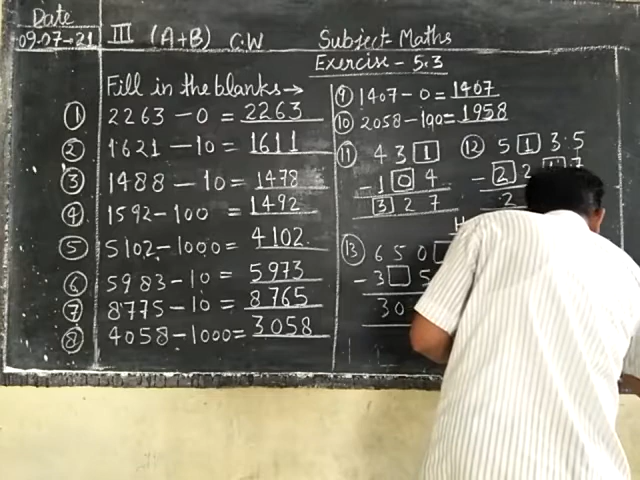 Date
09-07-21
III (A+B) C.W Subject- Maths
Exercise - 5.3
Fill in the blanks→
① 2263 - 0 = 2263
② 1621 - 10 = 1611
③ 1488 - 10 = 1478
④ 1592 - 100 = 1492
⑤ 5102 - 1000 = 4102
⑥ 5983 - 10 = 5973
⑦ 8775 - 10 = 8765
⑧ 4058 - 1000 = 3058
⑨ 1407 - 0 = 1407
⑩ 2058 - 100 = 1958
⑪ 4 3 1
- 1 0 4
3 2 7
⑫ 5 1 3 5
- 2 2
2
⑬ 6 5 0
- 3 □ 5
3 0